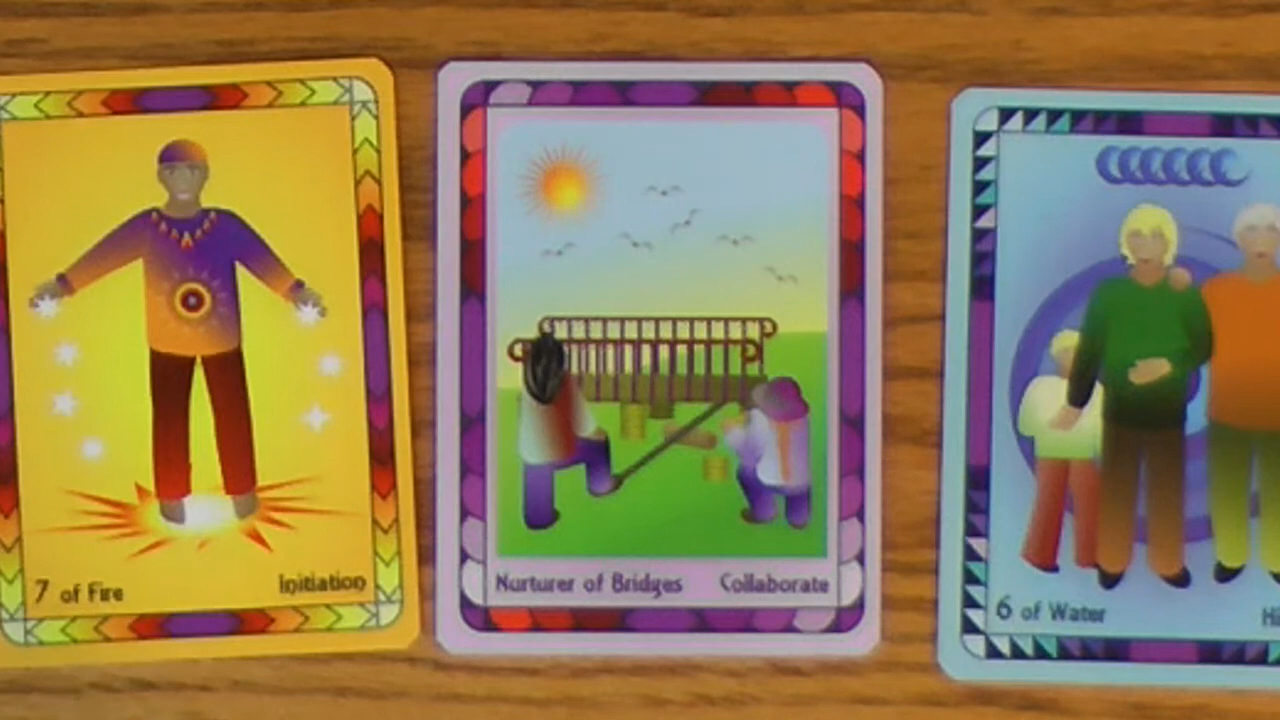 7 of Fire Initiation
Nurturer of Bridges Collaborate
6 of Water